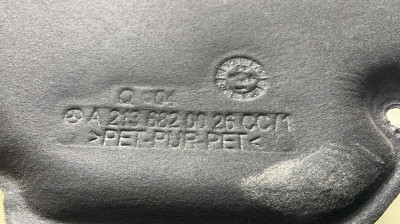 Q 04
A 213 682 00 26 CC/1
>PET-PUR-PET<